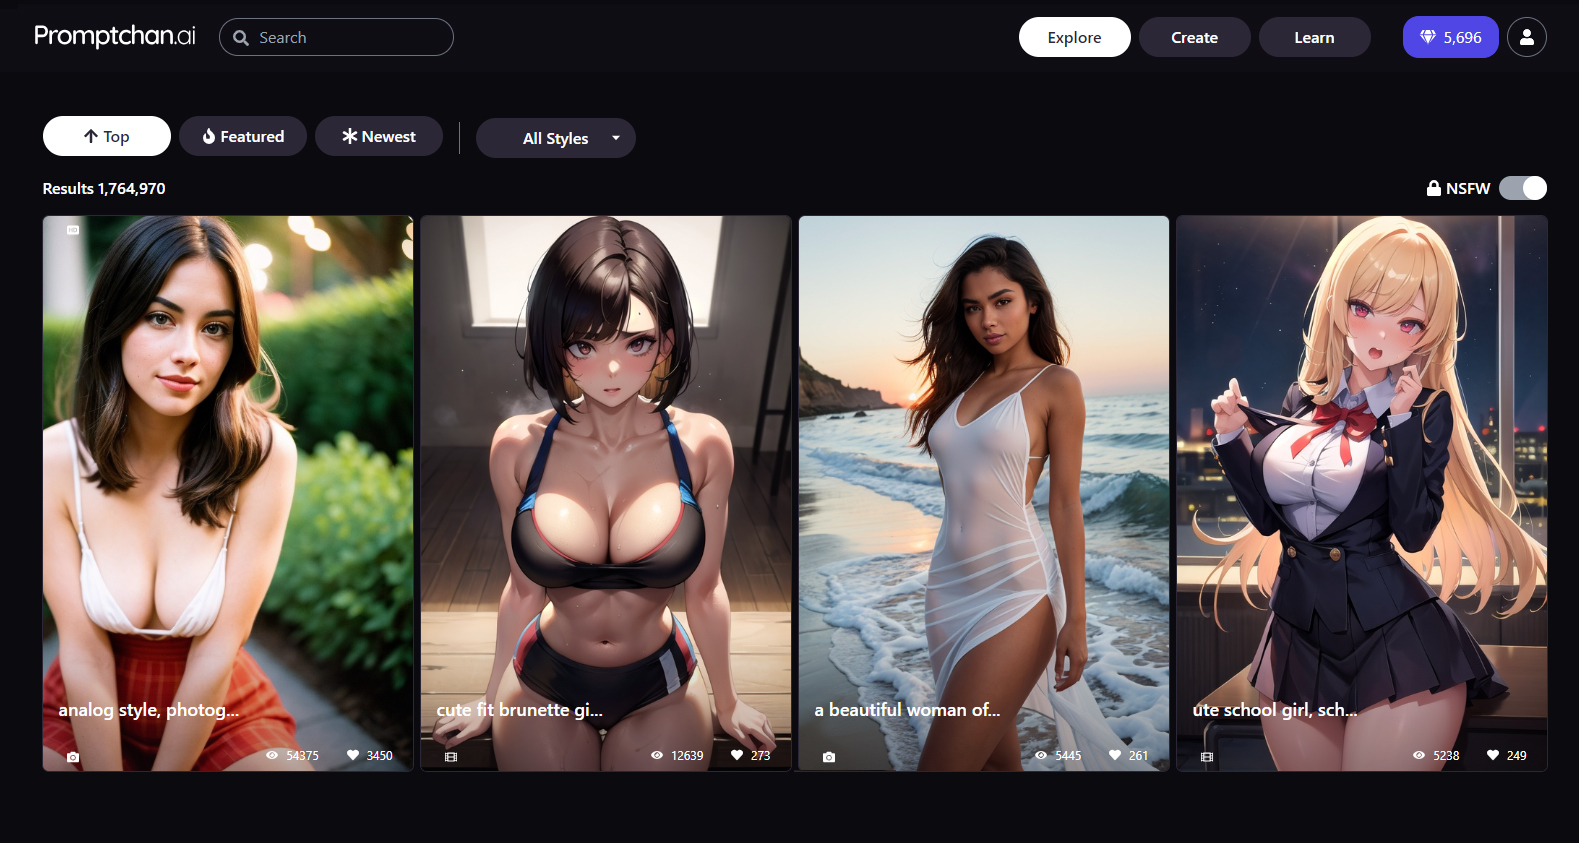 Promptchan.ai
Search
Explore
Create
Learn
5,696
Top
Featured
Newest
All Styles
Results 1,764,970
NSFW
HD
analog style, photog...
54375
3450
cute fit brunette gi...
12639
273
a beautiful woman of...
5445
261
ute school girl, sch...
5238
249